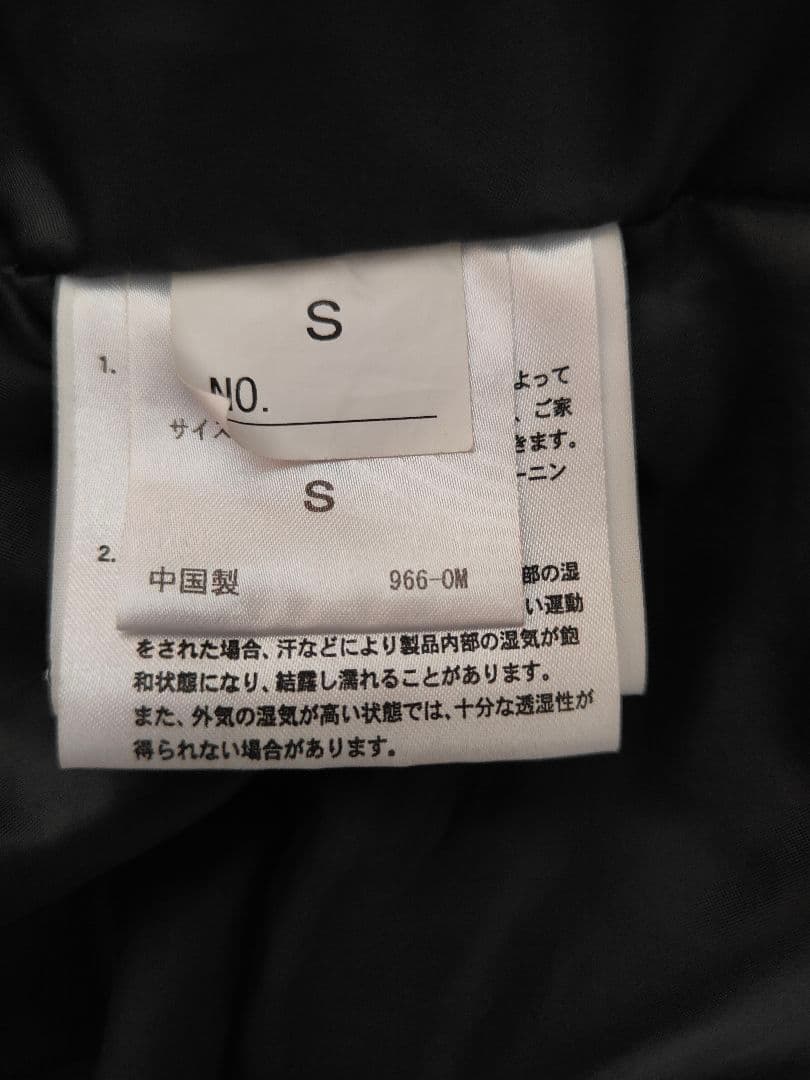 S
NO.
サイズ
S
中国製 966-0M
1.
よって
、ご家
きます。
ーニン
2.
部の湿
い運動
をされた場合、汗などにより製品内部の湿気が飽
和状態になり、結露し濡れることがあります。
また、外気の湿気が高い状態では、十分な透湿性が
得られない場合があります。